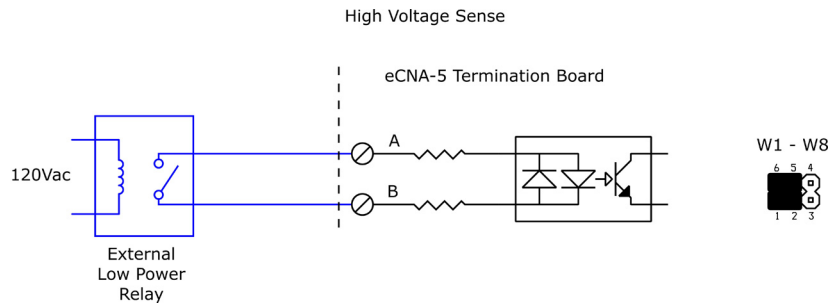 High Voltage Sense
eCNA-5 Termination Board
A
W1 - W8
6 5 4
120Vac
B
1 2 3
External
Low Power
Relay